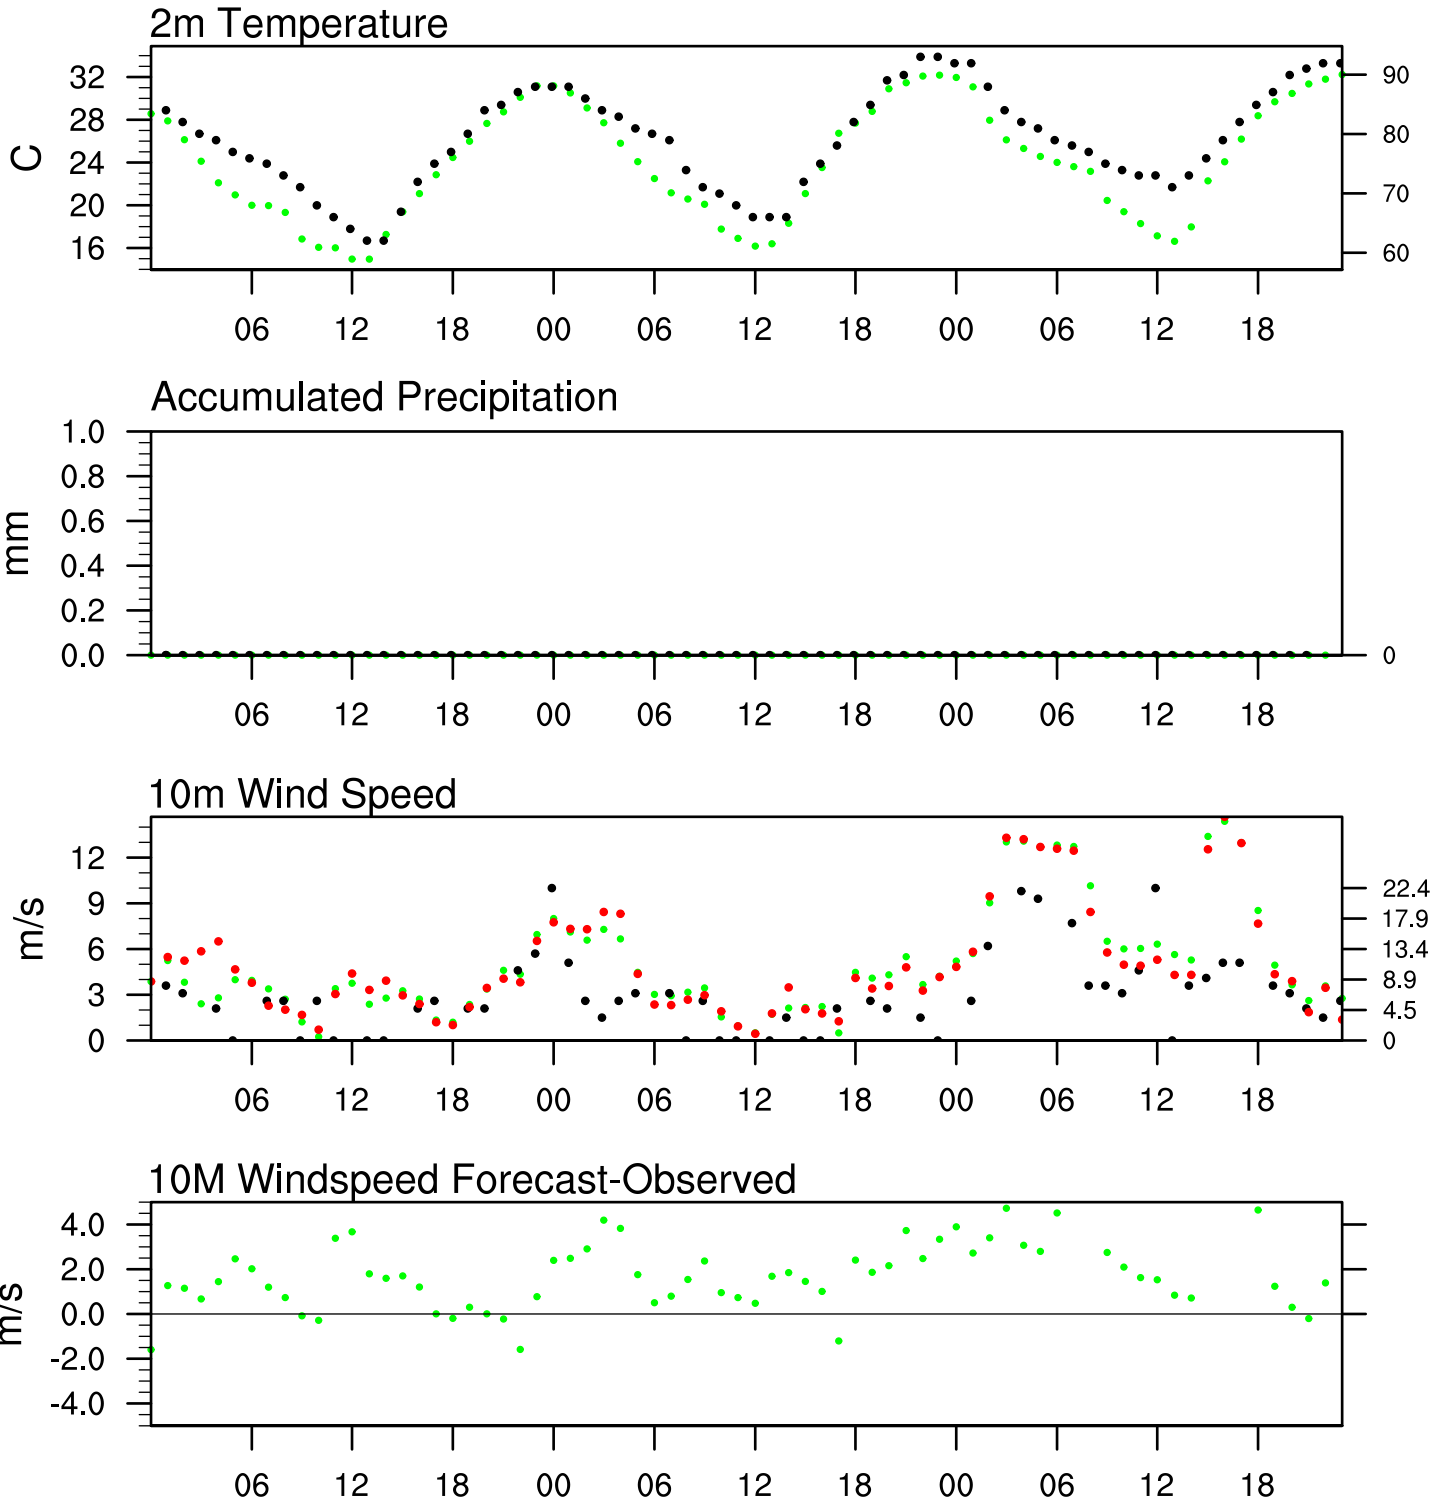 2m Temperature
32
28
24
20
16
C
90
80
70
60
06 12 18 00 06 12 18 00 06 12 18
Accumulated Precipitation
1.0
0.8
0.6
0.4
0.2
0.0
mm
0
06 12 18 00 06 12 18 00 06 12 18
10m Wind Speed
12
9
6
3
0
m/s
22.4
17.9
13.4
8.9
4.5
0
06 12 18 00 06 12 18 00 06 12 18
10M Windspeed Forecast-Observed
4.0
2.0
0.0
-2.0
-4.0
m/s
06 12 18 00 06 12 18 00 06 12 18